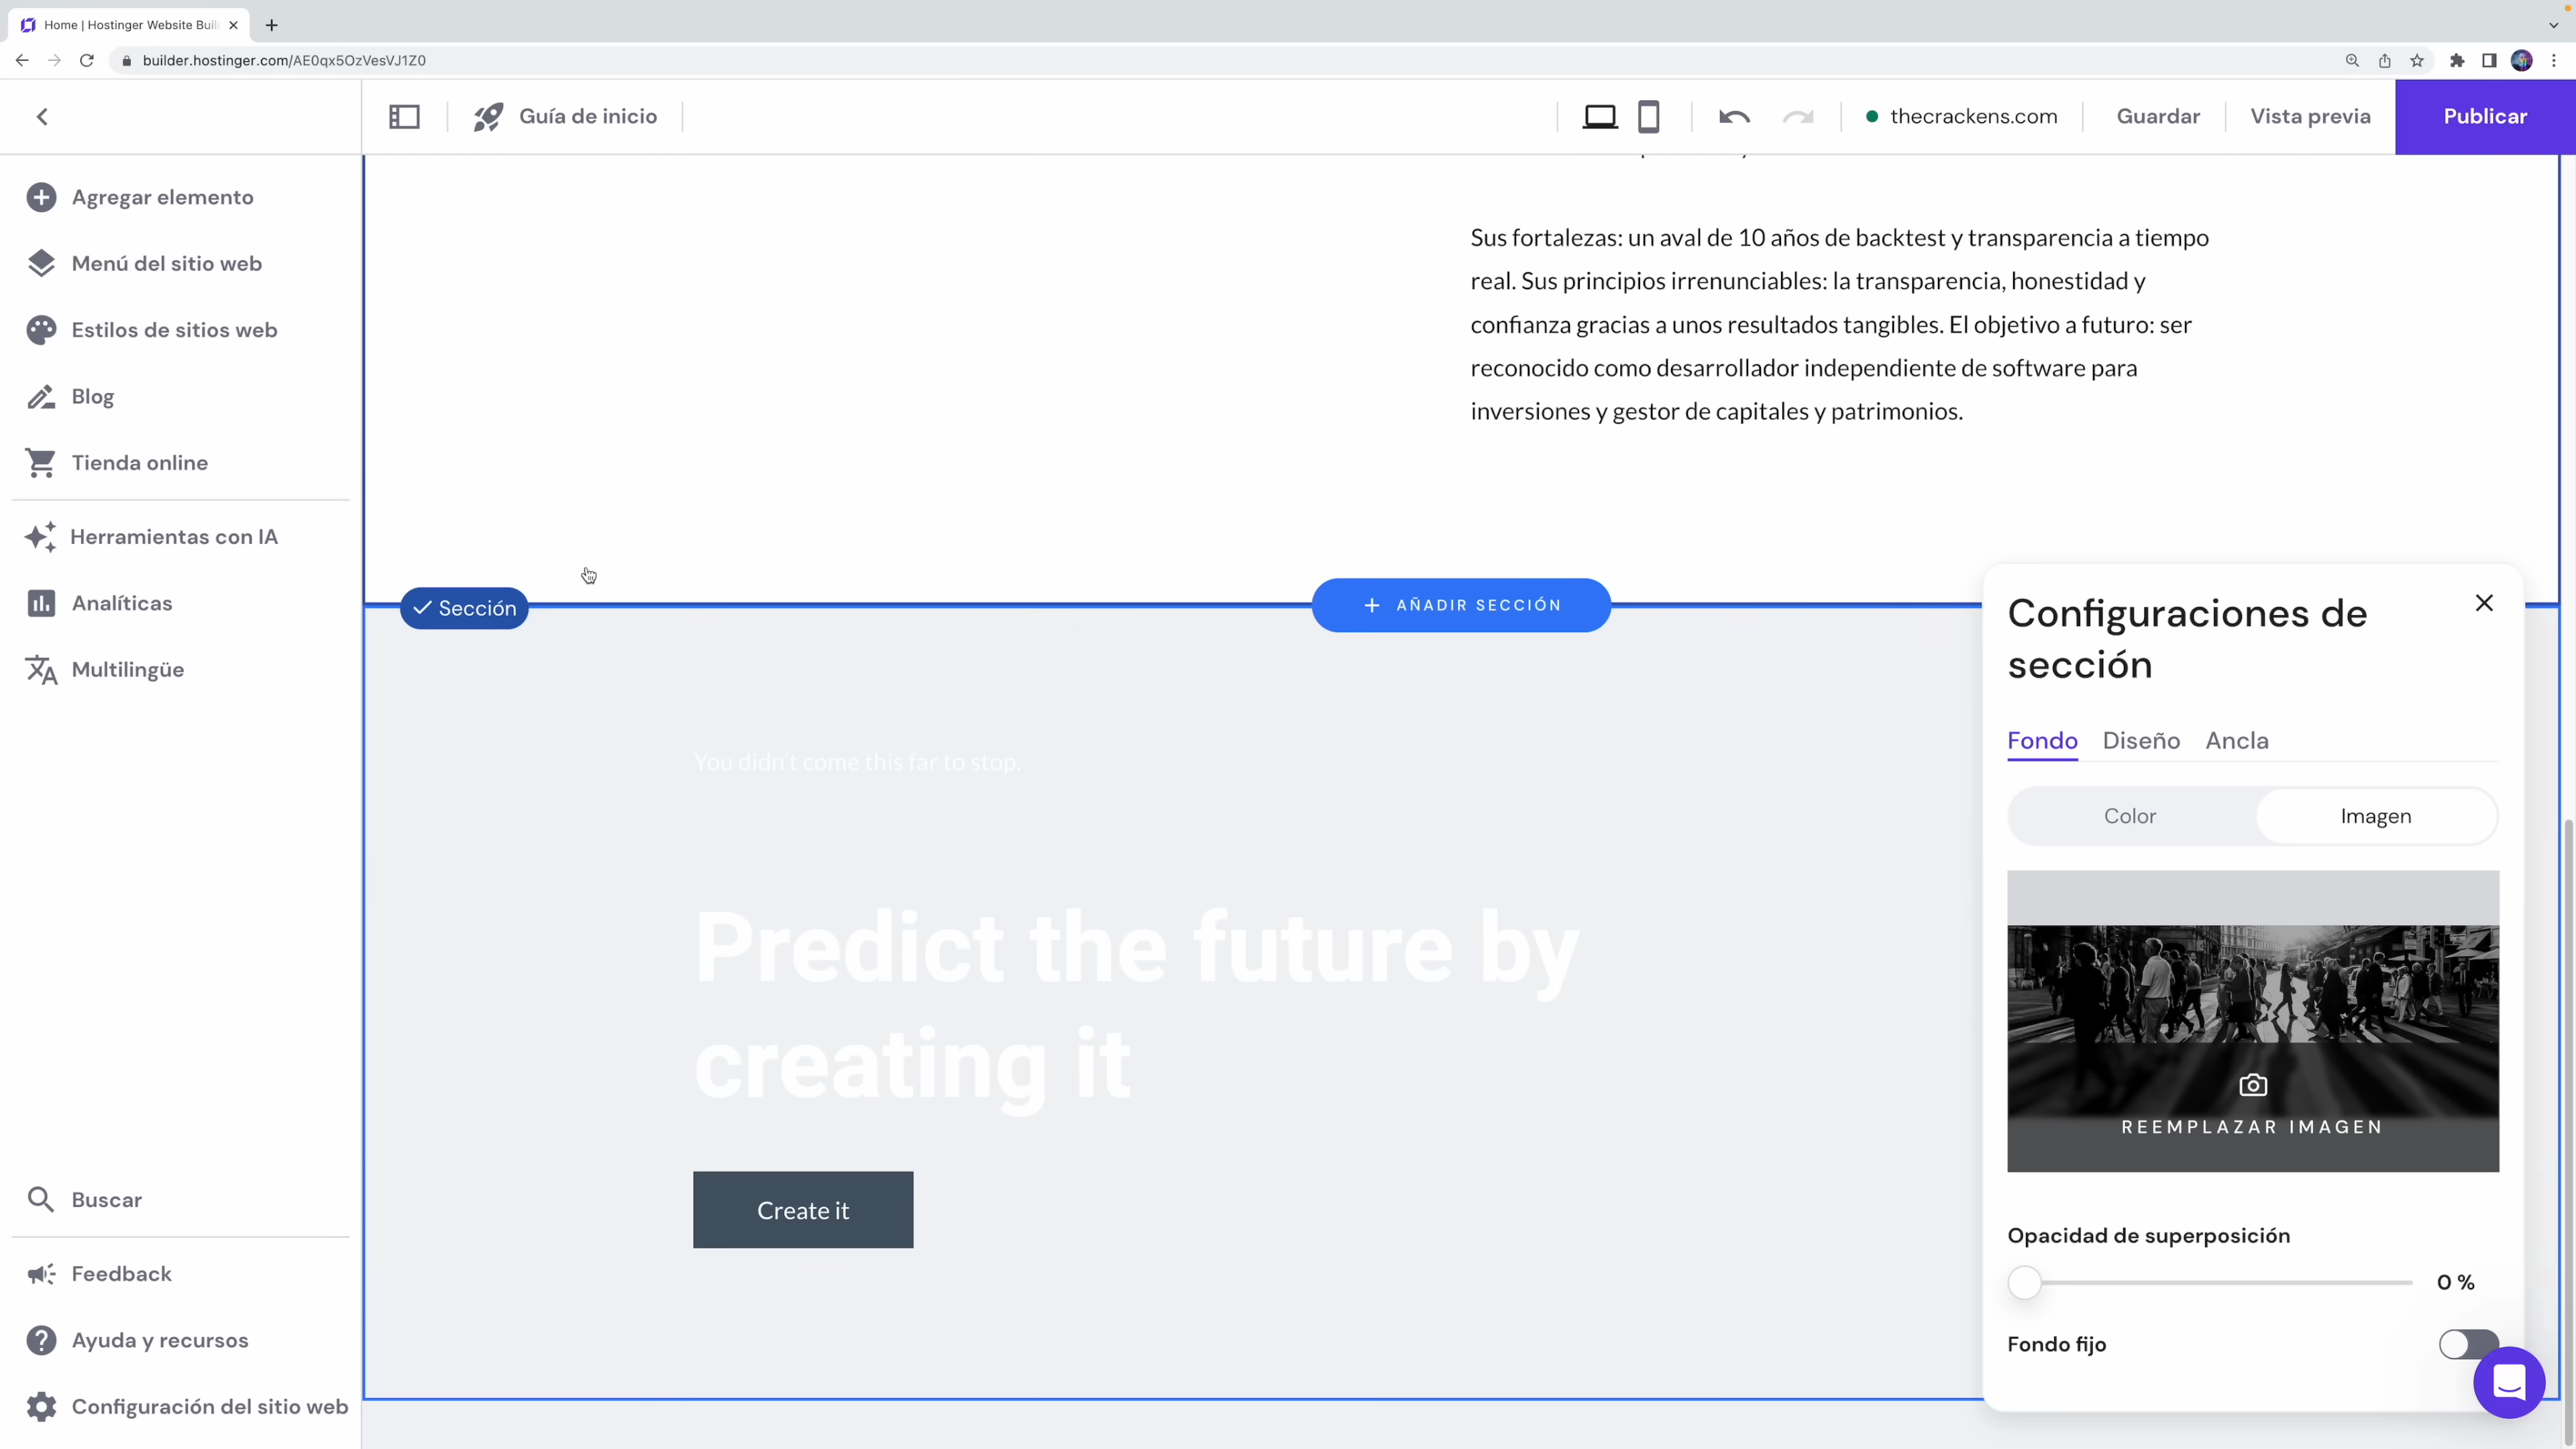 Home | Hostinger Website Buil
builder.hostinger.com/AE0qx5OzVesVJ1Z0
Guía de inicio
thecrackens.com
Guardar
Vista previa
Publicar
Agregar elemento
Menú del sitio web
Estilos de sitios web
Blog
Tienda online
Herramientas con IA
Analíticas
Multilingüe
Buscar
Feedback
Ayuda y recursos
Configuración del sitio web
Sus fortalezas: un aval de 10 años de backtest y transparencia a tiempo
real. Sus principios irrenunciables: la transparencia, honestidad y
confianza gracias a unos resultados tangibles. El objetivo a futuro: ser
reconocido como desarrollador independiente de software para
inversiones y gestor de capitales y patrimonios.
Sección
+ AÑADIR SECCIÓN
You didn't come this far to stop.
Predict the future by
creating it
Create it
Configuraciones de
sección
Fondo Diseño Ancla
Color Imagen
REEMPLAZAR IMAGEN
Opacidad de superposición
0 %
Fondo fijo